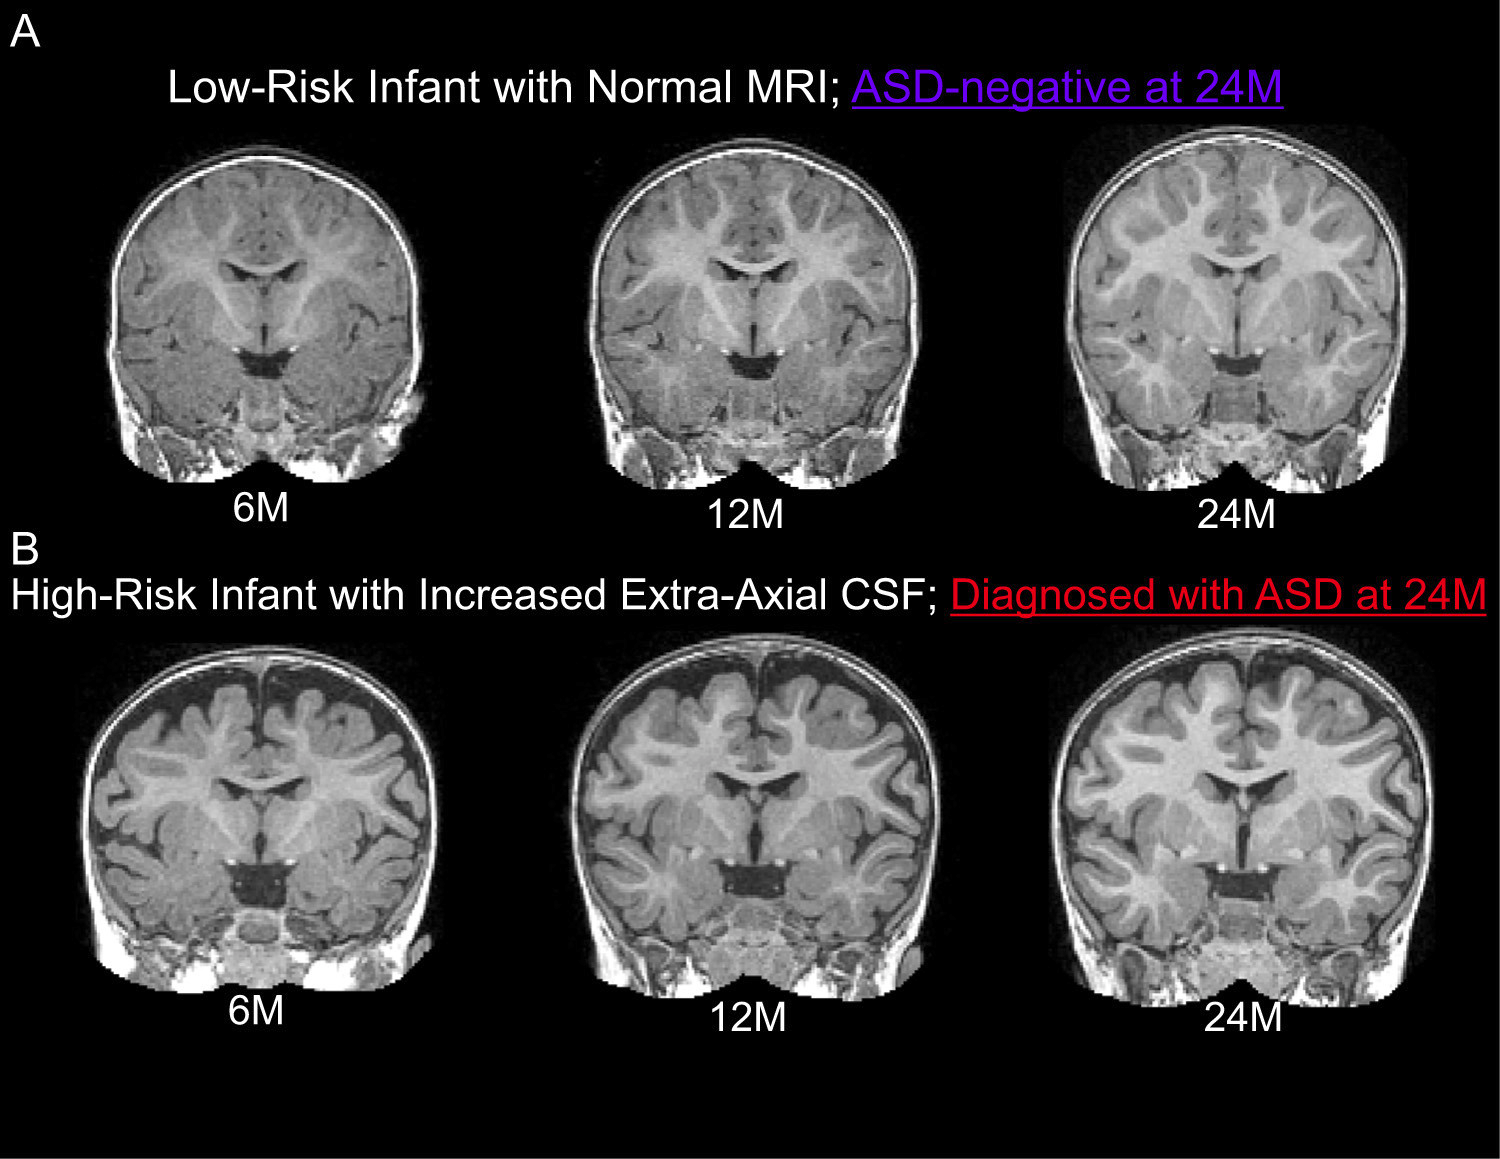 A
Low-Risk Infant with Normal MRI; ASD-negative at 24M
6M
12M
24M
B
High-Risk Infant with Increased Extra-Axial CSF; Diagnosed with ASD at 24M
6M
12M
24M